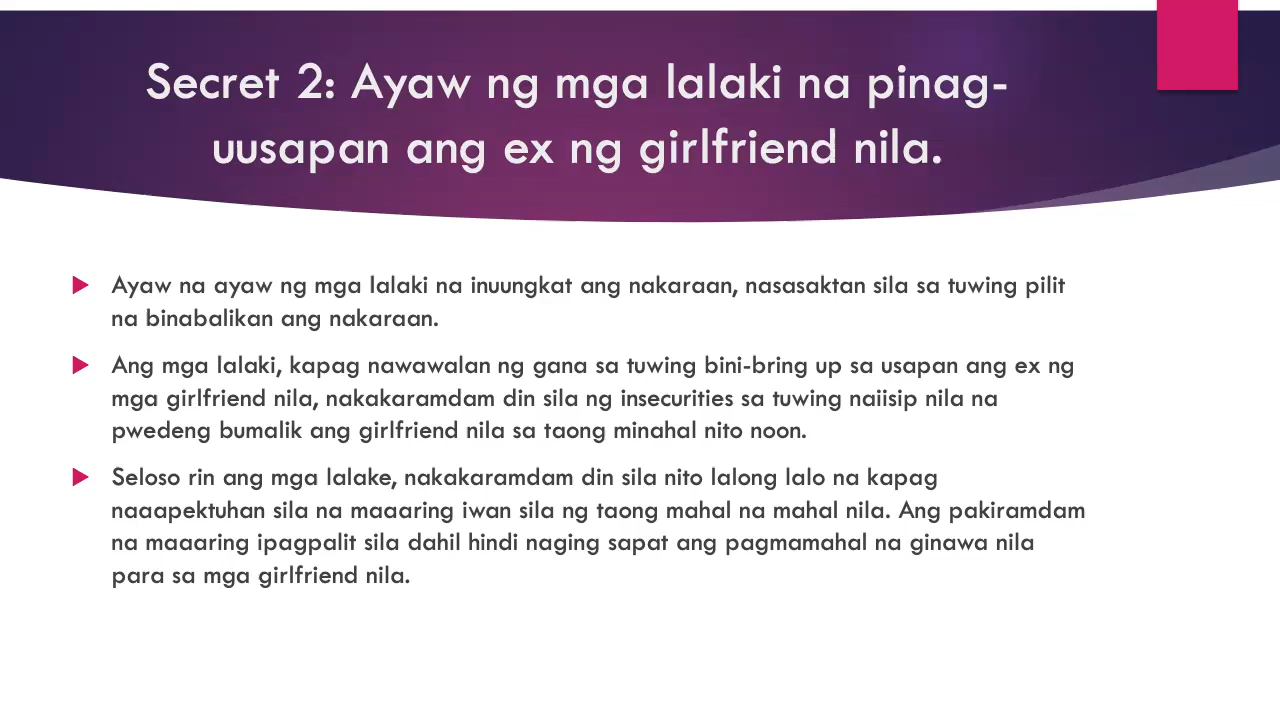 Secret 2: Ayaw ng mga lalaki na pinag-
uusapan ang ex ng girlfriend nila.
Ayaw na ayaw ng mga lalaki na inuungkat ang nakaraan, nasasaktan sila sa tuwing pilit
na binabalikan ang nakaraan.
Ang mga lalaki, kapag nawawalan ng gana sa tuwing bini-bring up sa usapan ang ex ng
mga girlfriend nila, nakakaramdam din sila ng insecurities sa tuwing naiisip nila na
pwedeng bumalik ang girlfriend nila sa taong minahal nito noon.
Seloso rin ang mga lalake, nakakaramdam din sila nito lalong lalo na kapag
naaapektuhan sila na maaaring iwan sila ng taong mahal na mahal nila. Ang pakiramdam
na maaaring ipagpalit sila dahil hindi naging sapat ang pagmamahal na ginawa nila
para sa mga girlfriend nila.